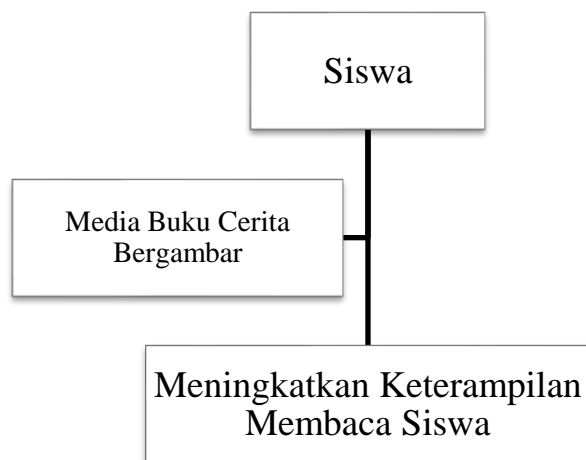 Siswa
Media Buku Cerita
Bergambar
Meningkatkan Keterampilan
Membaca Siswa